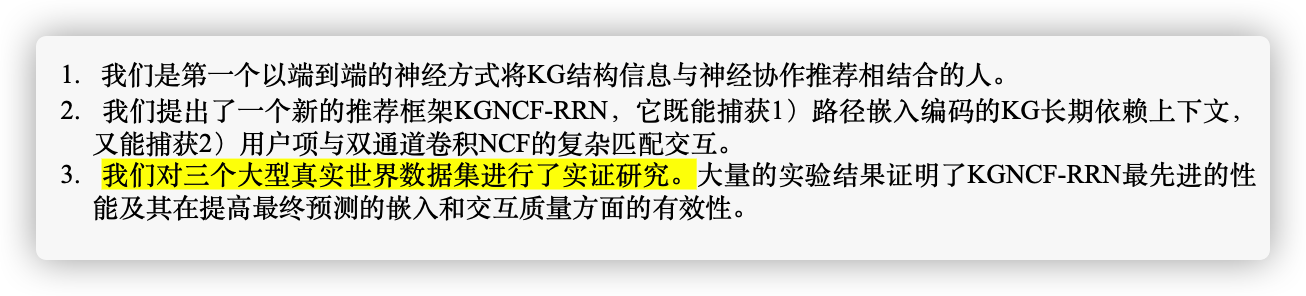 1. 我们是第一个以端到端的神经方式将KG结构信息与神经协作推荐相结合的人。
2. 我们提出了一个新的推荐框架KGNCF-RRN，它既能捕获1）路径嵌入编码的KG长期依赖上下文，
又能捕获2）用户项与双通道卷积NCF的复杂匹配交互。
3. 我们对三个大型真实世界数据集进行了实证研究。大量的实验结果证明了KGNCF-RRN最先进的性
能及其在提高最终预测的嵌入和交互质量方面的有效性。